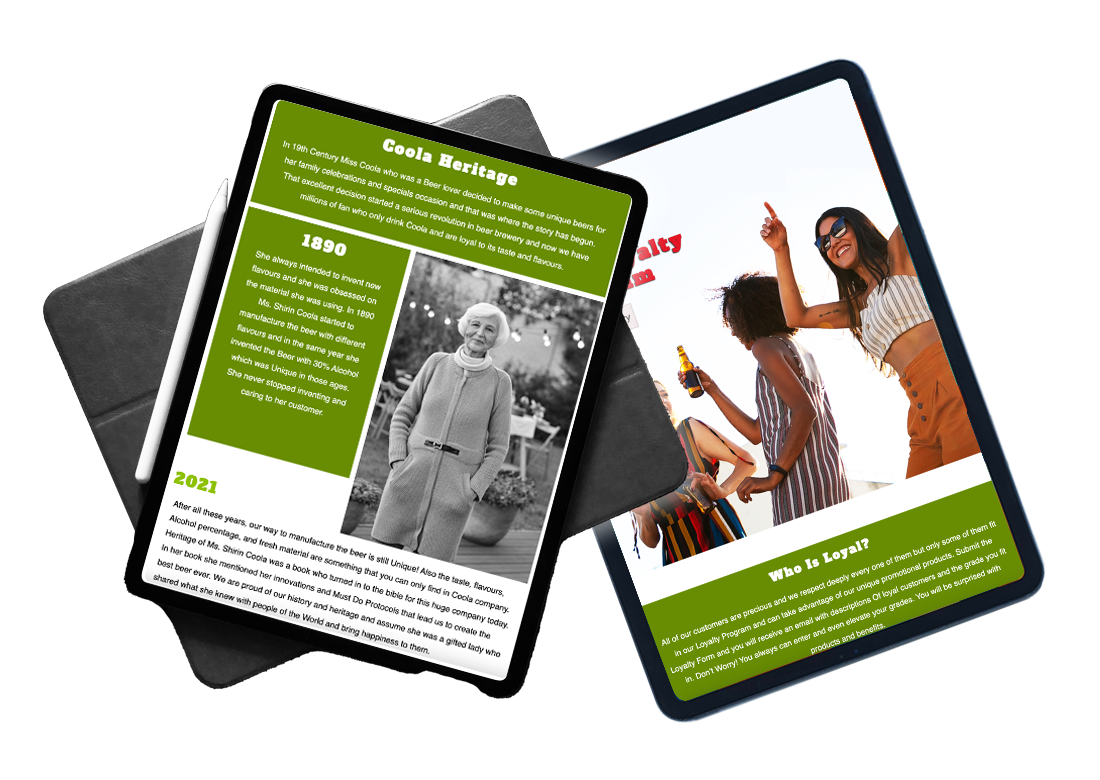 Coola Heritage
In 19th Century Miss Coola who was a Beer lover decided to make some unique beers for
her family celebrations and specials occasion and that was where the story has begun.
That excellent decision started a serious revolution in beer brewery and now we have
millions of fan who only drink Coola and are loyal to its taste and flavours.
1890
She always intended to invent new
flavours and she was obsessed on
the material she was using. In 1890
Ms. Shirin Coola started to
manufacture the beer with different
flavours and in the same year she
invented the Beer with 30% Alcohol
which was Unique in those ages.
She never stopped inventing and
caring to her customer.
2021
After all these years, our way to manufacture the beer is still Unique! Also the taste, flavours,
Alcohol percentage, and fresh material are something that you can only find in Coola company.
Heritage of Ms. Shirin Coola was a book who turned in to the bible for this huge company today.
In her book she mentioned her innovations and Must Do Protocols that lead us to create the
best beer ever. We are proud of our history and heritage and assume she was a gifted lady who
shared what she knew with people of the World and bring happiness to them.
alty
m
Who Is Loyal?
All of our customers are precious and we respect deeply every one of them but only some of them fit
in our Loyalty Program and can take advantage of our unique promotional products. Submit the
Loyalty Form and you will receive an email with descriptions Of loyal customers and the grade you fit
in. Don't Worry! You always can enter and even elevate your grades. You will be surprised with
products and benefits.